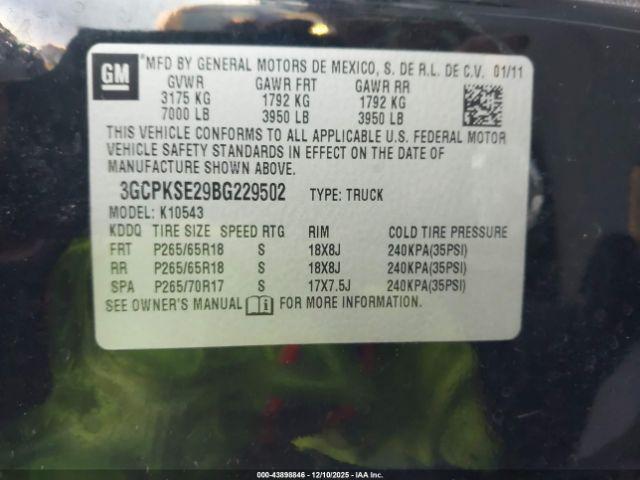 GM
MFD BY GENERAL MOTORS DE MEXICO, S. DE R.L. DE C.V. 01/11
GVWR GAWR FRT GAWR RR
3175 KG 1792 KG 1792 KG
7000 LB 3950 LB 3950 LB
THIS VEHICLE CONFORMS TO ALL APPLICABLE U.S. FEDERAL MOTOR
VEHICLE SAFETY STANDARDS IN EFFECT ON THE DATE OF
MANUFACTURE SHOWN ABOVE.
3GCPKSE29BG229502 TYPE: TRUCK
MODEL: K10543
KDDQ TIRE SIZE SPEED RTG RIM COLD TIRE PRESSURE
FRT P265/65R18 S 18X8J 240KPA(35PSI)
RR P265/65R18 S 18X8J 240KPA(35PSI)
SPA P265/70R17 S 17X7.5J 240KPA(35PSI)
SEE OWNER'S MANUAL FOR MORE INFORMATION.
000-43898846 - 12/10/2025 - IAA Inc.